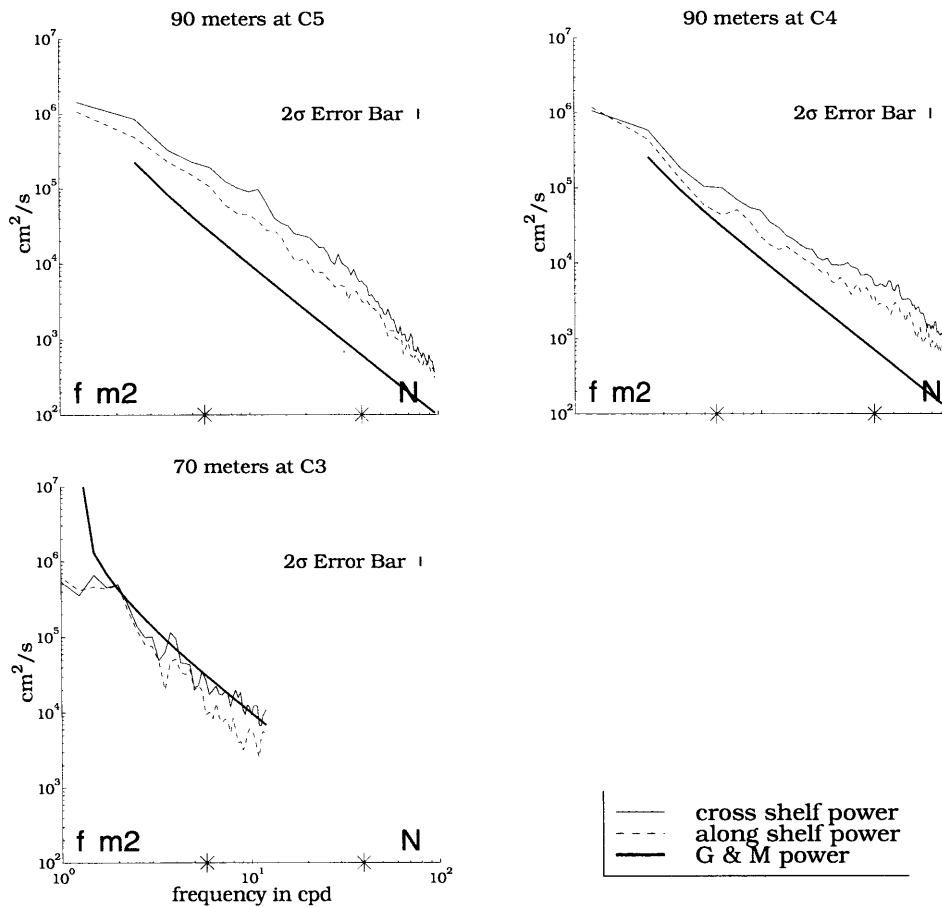 90 meters at C5
10⁷
10⁶
10⁵
10⁴
10³
10²
cm²/s
2σ Error Bar
f m2 N
90 meters at C4
10⁷
10⁶
10⁵
10⁴
10³
10²
cm²/s
2σ Error Bar
f m2 N
70 meters at C3
10⁷
10⁶
10⁵
10⁴
10³
10²
cm²/s
2σ Error Bar
f m2 N
10⁰ 10¹ 10²
frequency in cpd
cross shelf power
along shelf power
G & M power